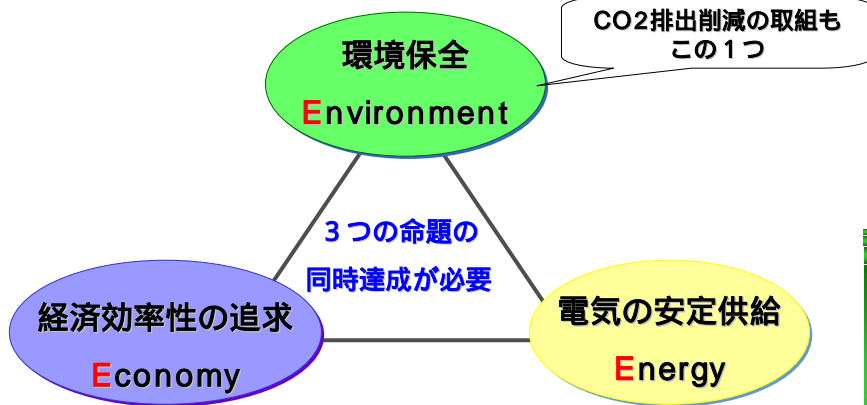 CO2排出削減の取組も
この１つ
環境保全
Environment
３つの命題の
同時達成が必要
経済効率性の追求
Economy
電気の安定供給
Energy